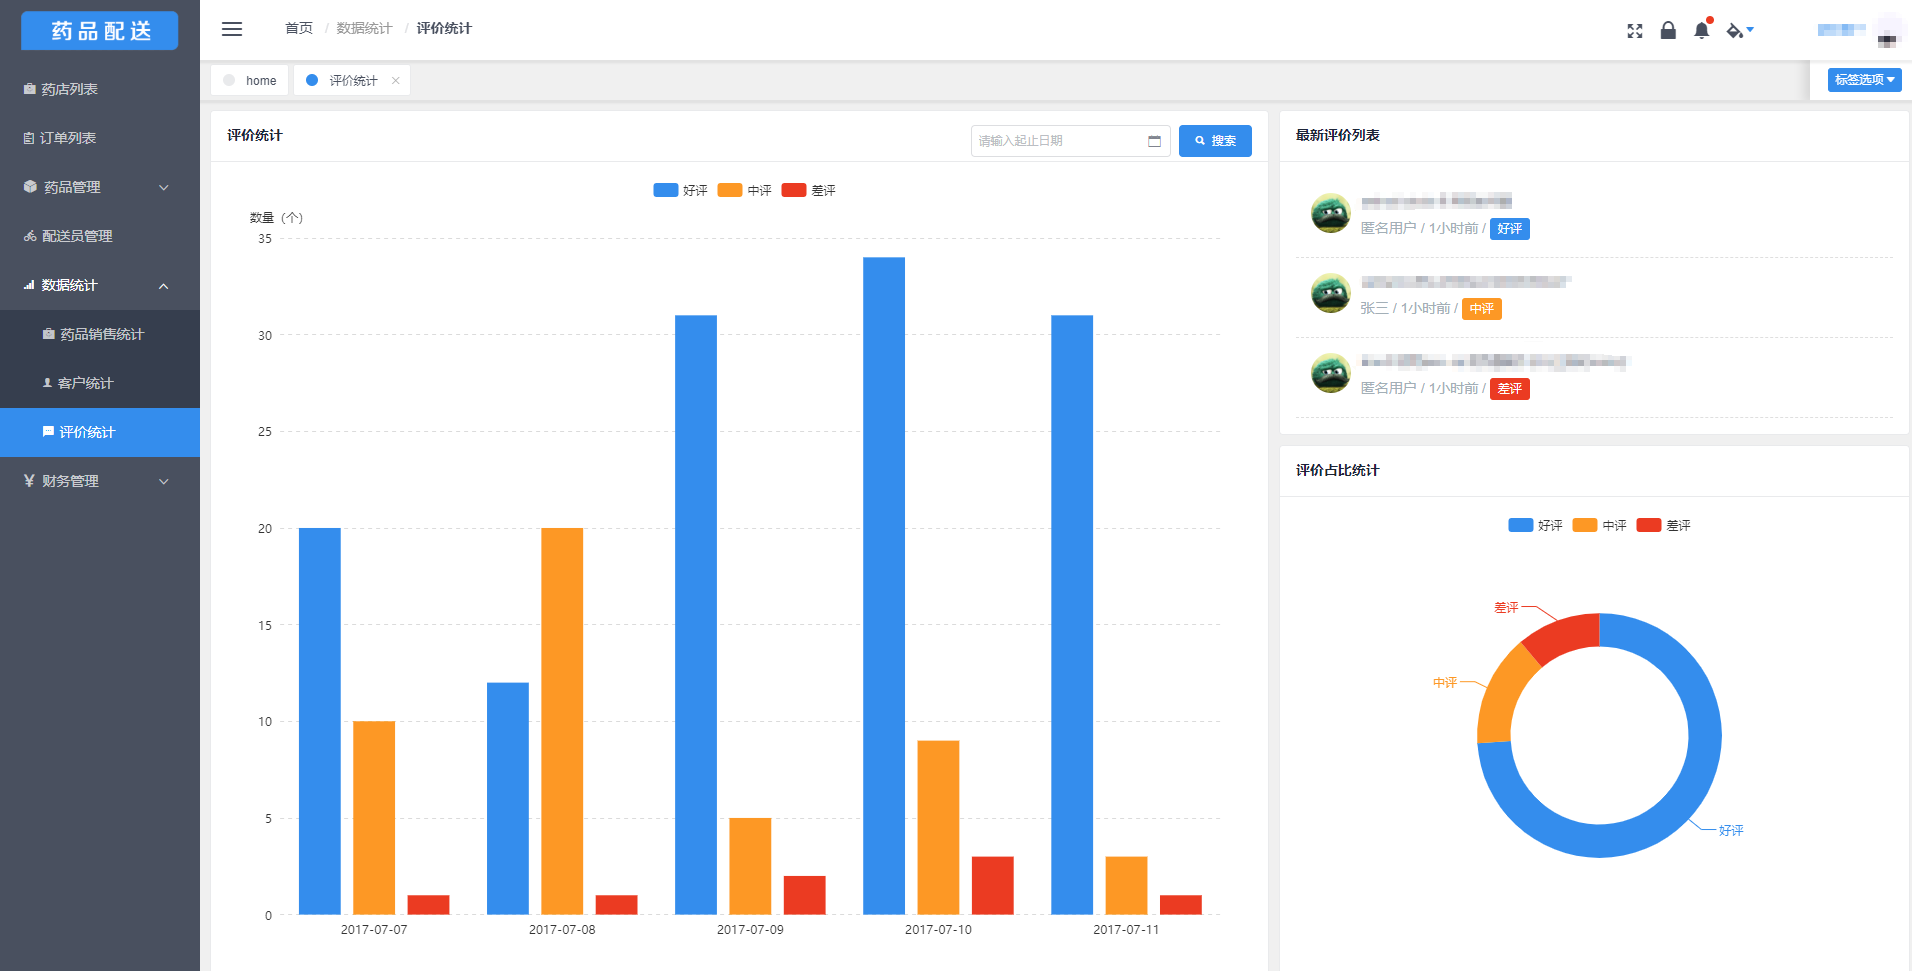 药品配送
药店列表
订单列表
药品管理
配送员管理
数据统计
药品销售统计
客户统计
评价统计
¥ 财务管理
首页 / 数据统计 / 评价统计
home
评价统计 ×
标签选项
评价统计
请输入起止日期
搜索
好评 中评 差评
数量（个）
35
30
25
20
15
10
5
0
2017-07-07 2017-07-08 2017-07-09 2017-07-10 2017-07-11
最新评价列表
匿名用户 / 1小时前 / 好评
张三 / 1小时前 / 中评
匿名用户 / 1小时前 / 差评
评价占比统计
好评 中评 差评
差评
中评
好评